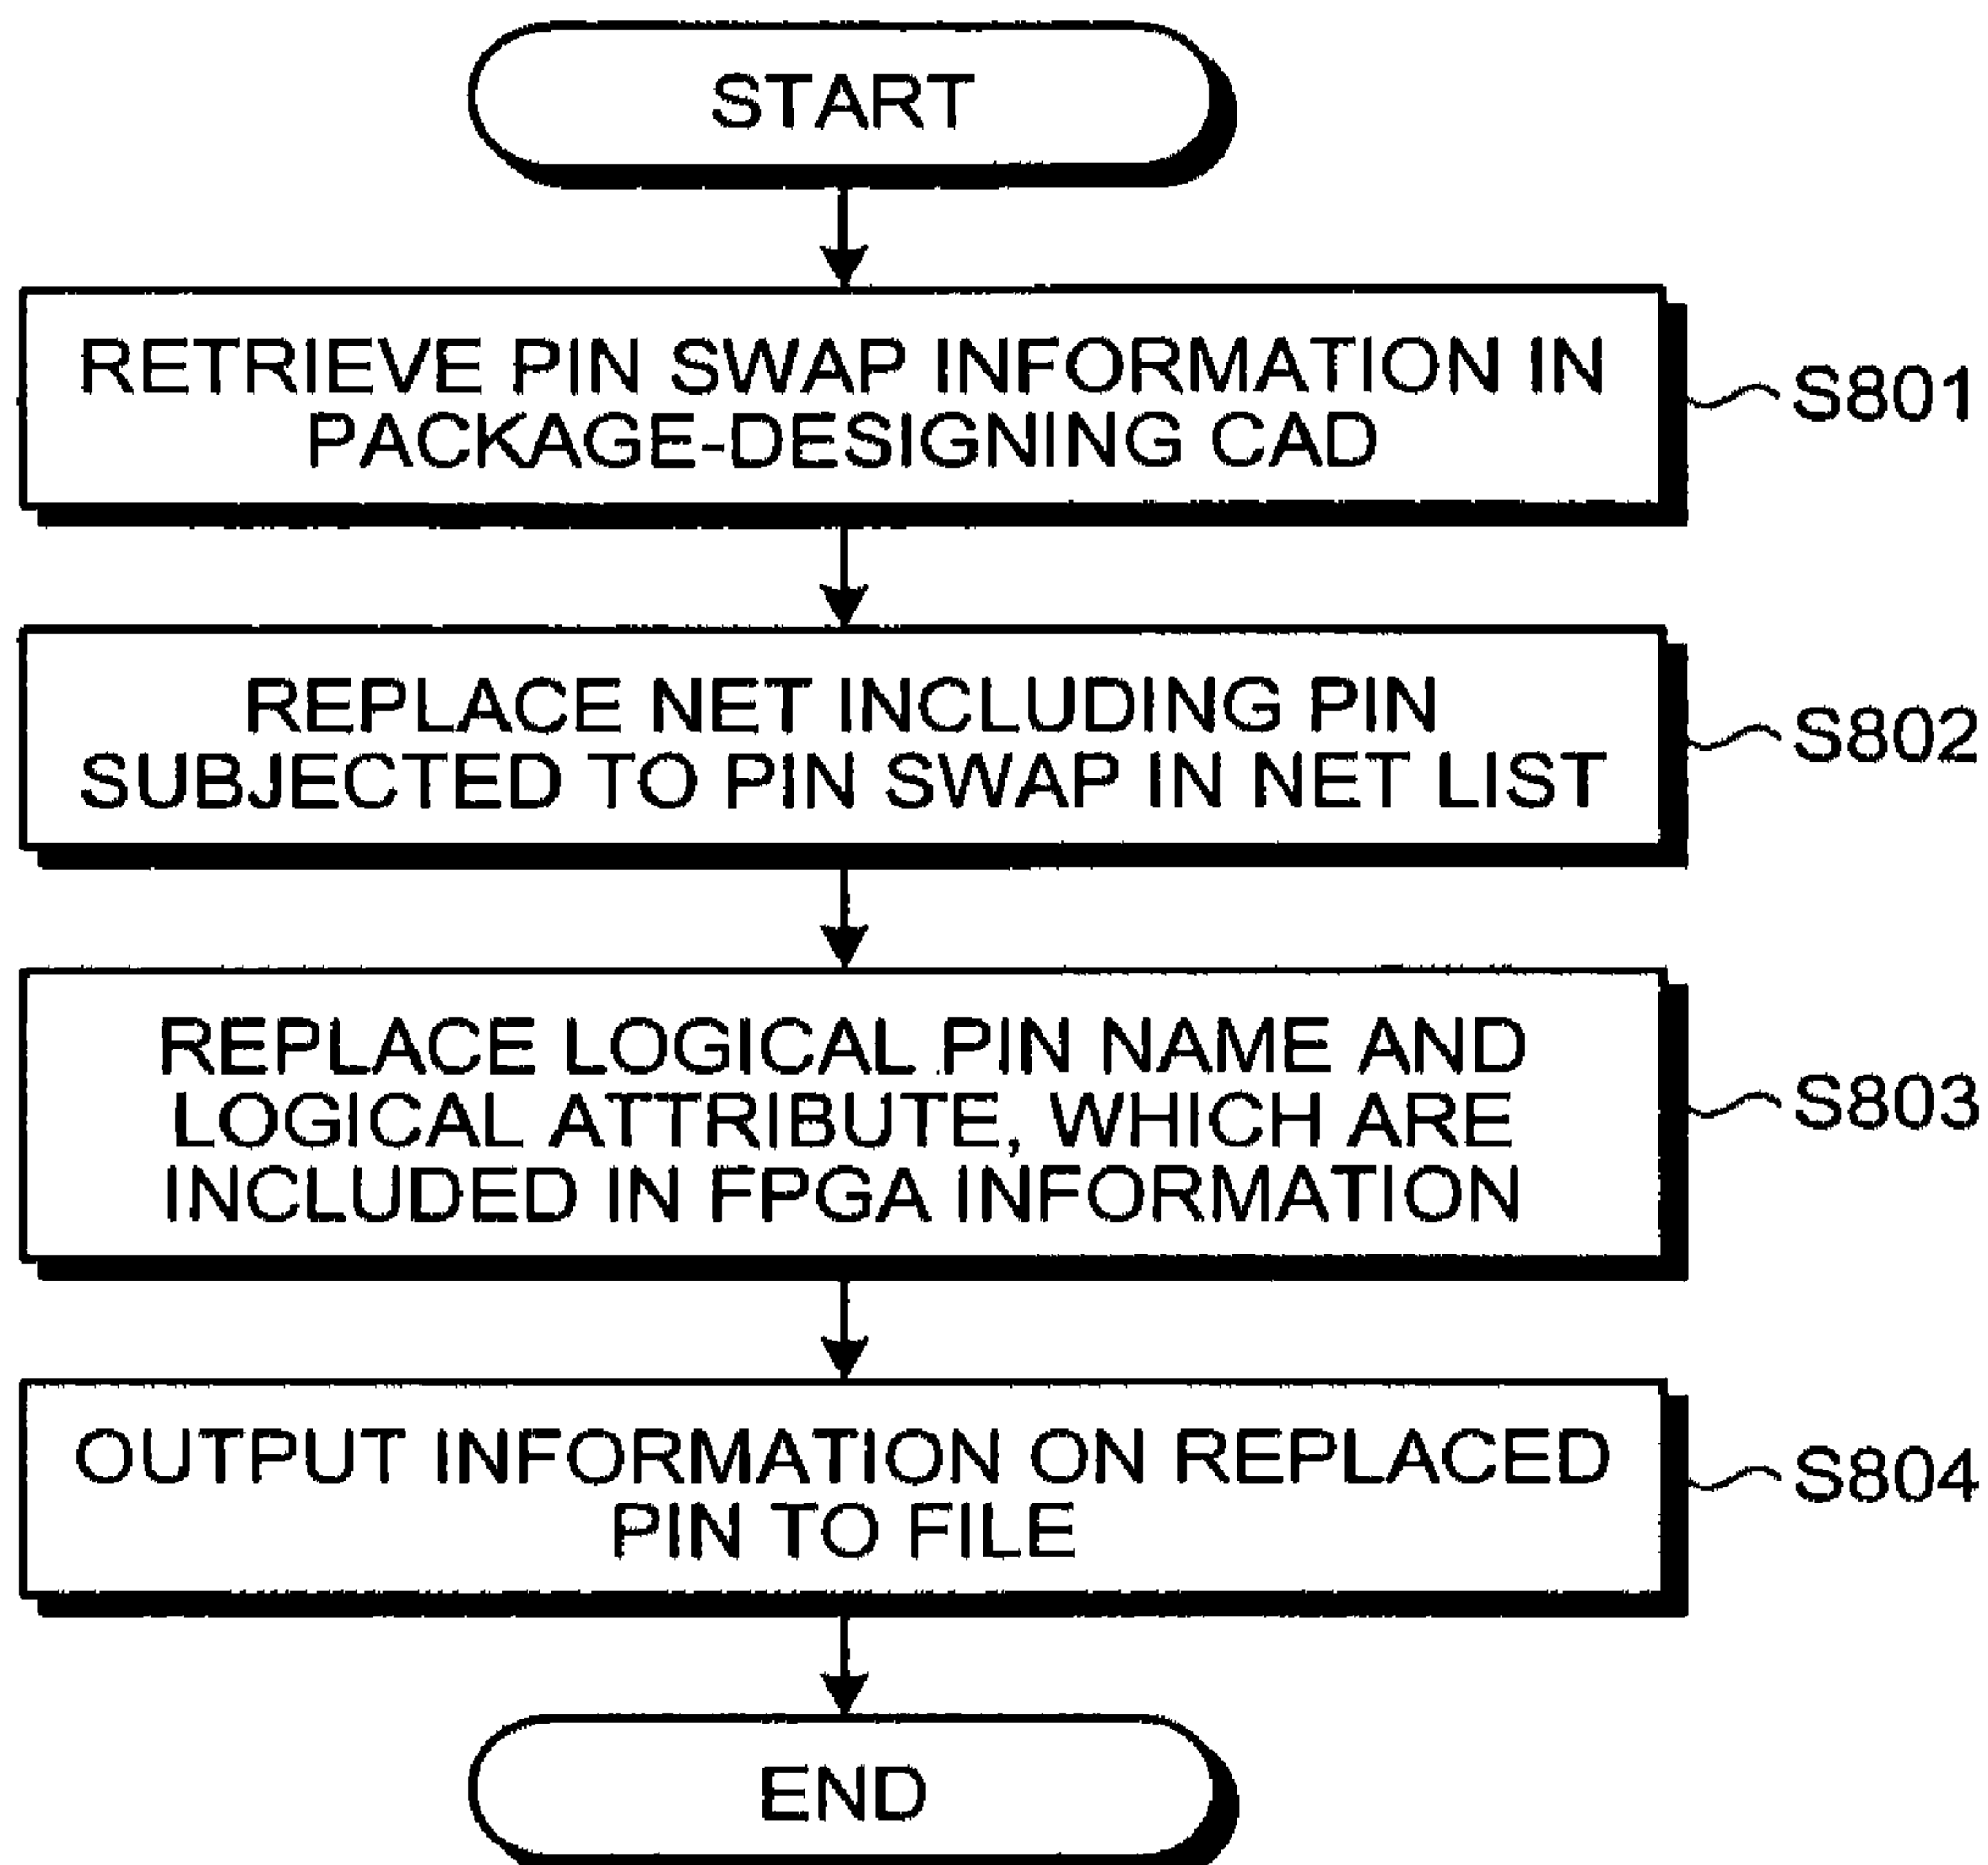 START
RETRIEVE PIN SWAP INFORMATION IN
PACKAGE-DESIGNING CAD
S801
REPLACE NET INCLUDING PIN
SUBJECTED TO PIN SWAP IN NET LIST
S802
REPLACE LOGICAL PIN NAME AND
LOGICAL ATTRIBUTE, WHICH ARE
INCLUDED IN FPGA INFORMATION
S803
OUTPUT INFORMATION ON REPLACED
PIN TO FILE
S804
END